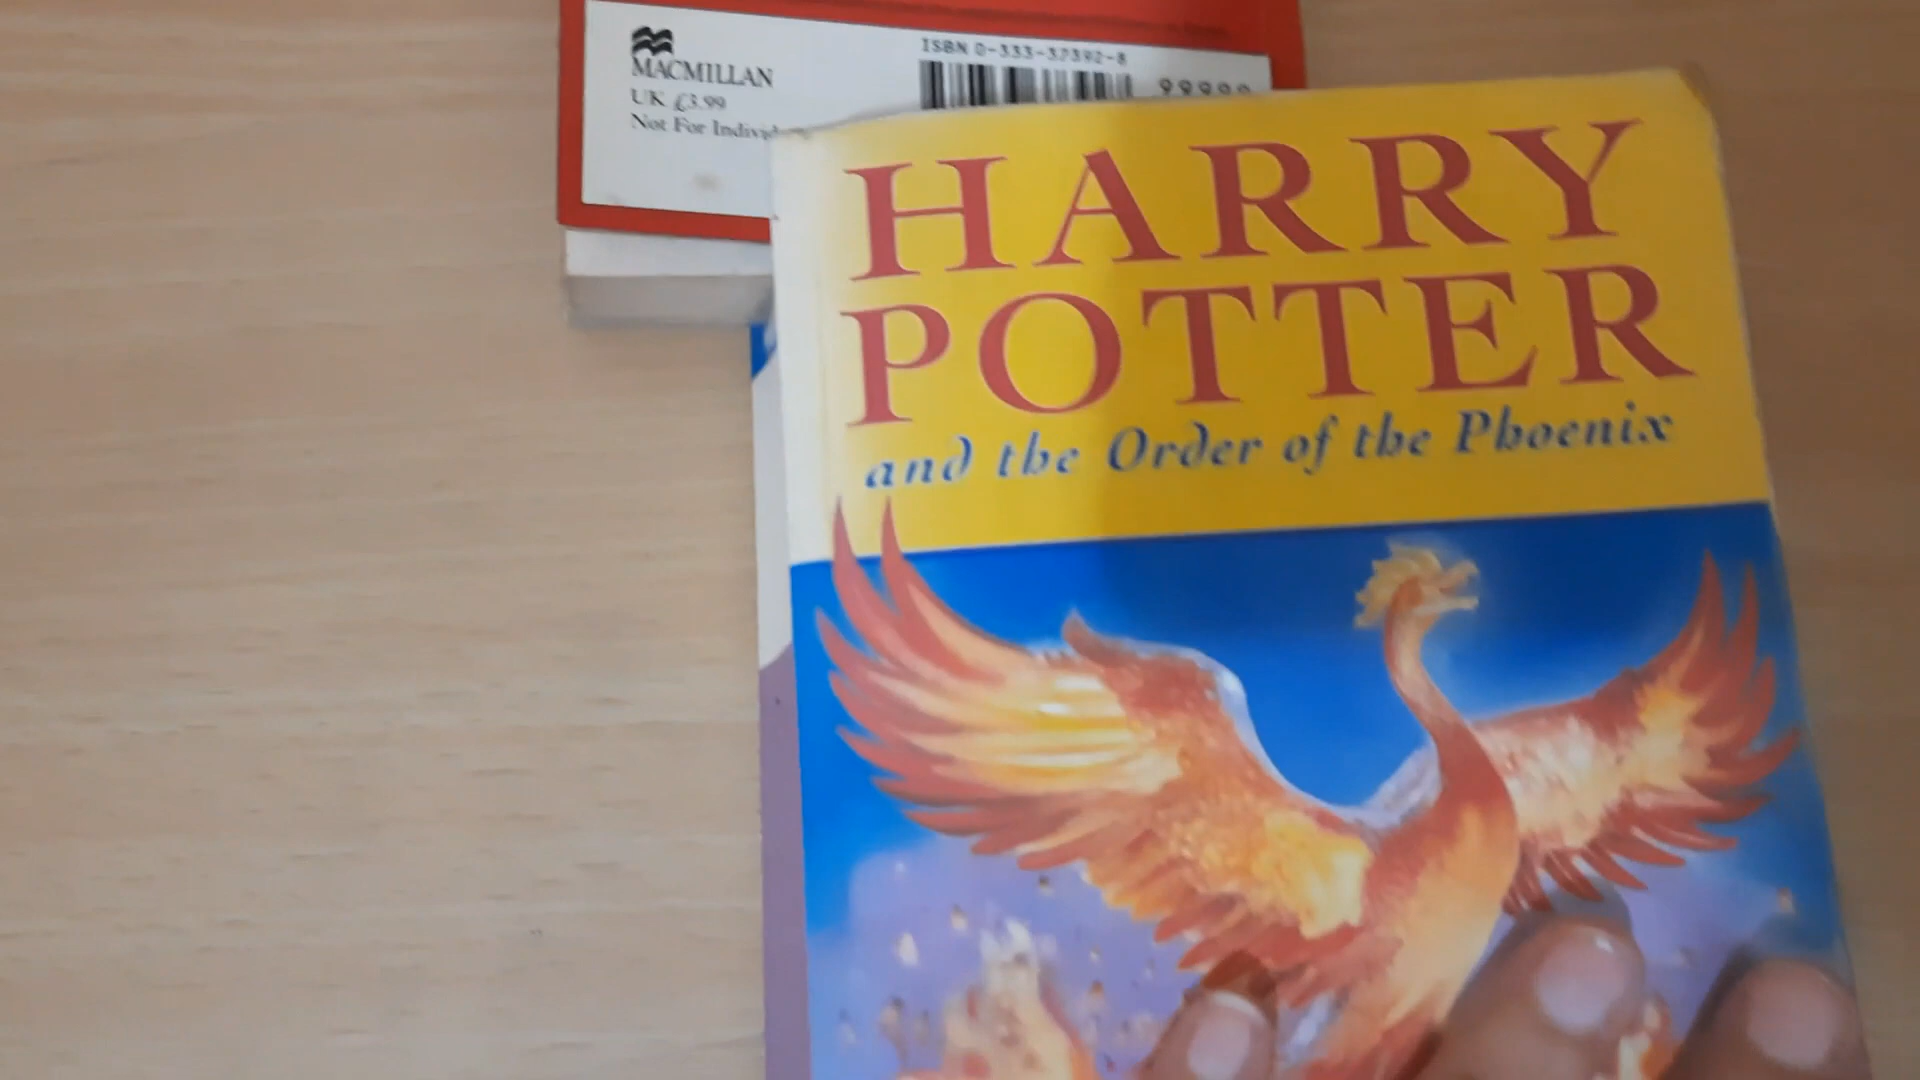 MACMILLAN
UK £3.99
Not For
ISBN 0-333-37392-8
HARRY
POTTER
and the Order of the Phoenix